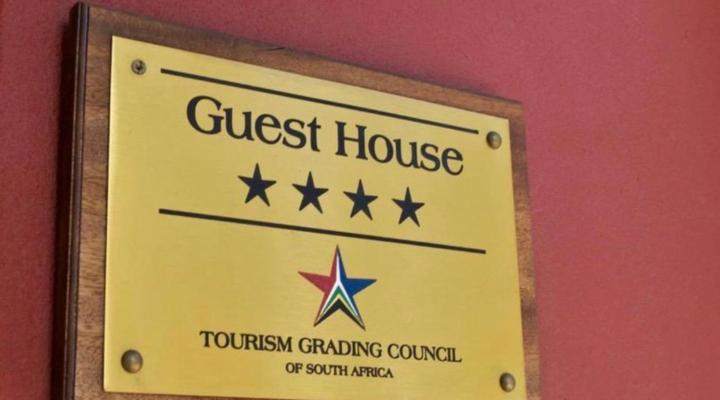 Guest House
★★★★
TOURISM GRADING COUNCIL
OF SOUTH AFRICA